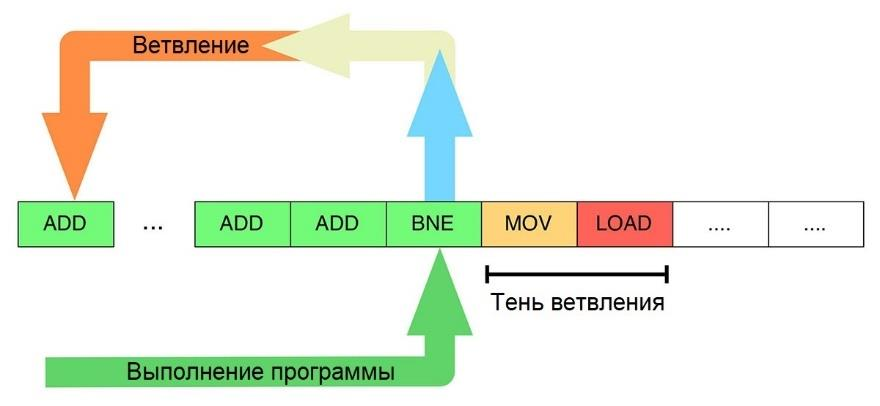 Ветвление
ADD ... ADD ADD BNE MOV LOAD .... ....
Тень ветвления
Выполнение программы